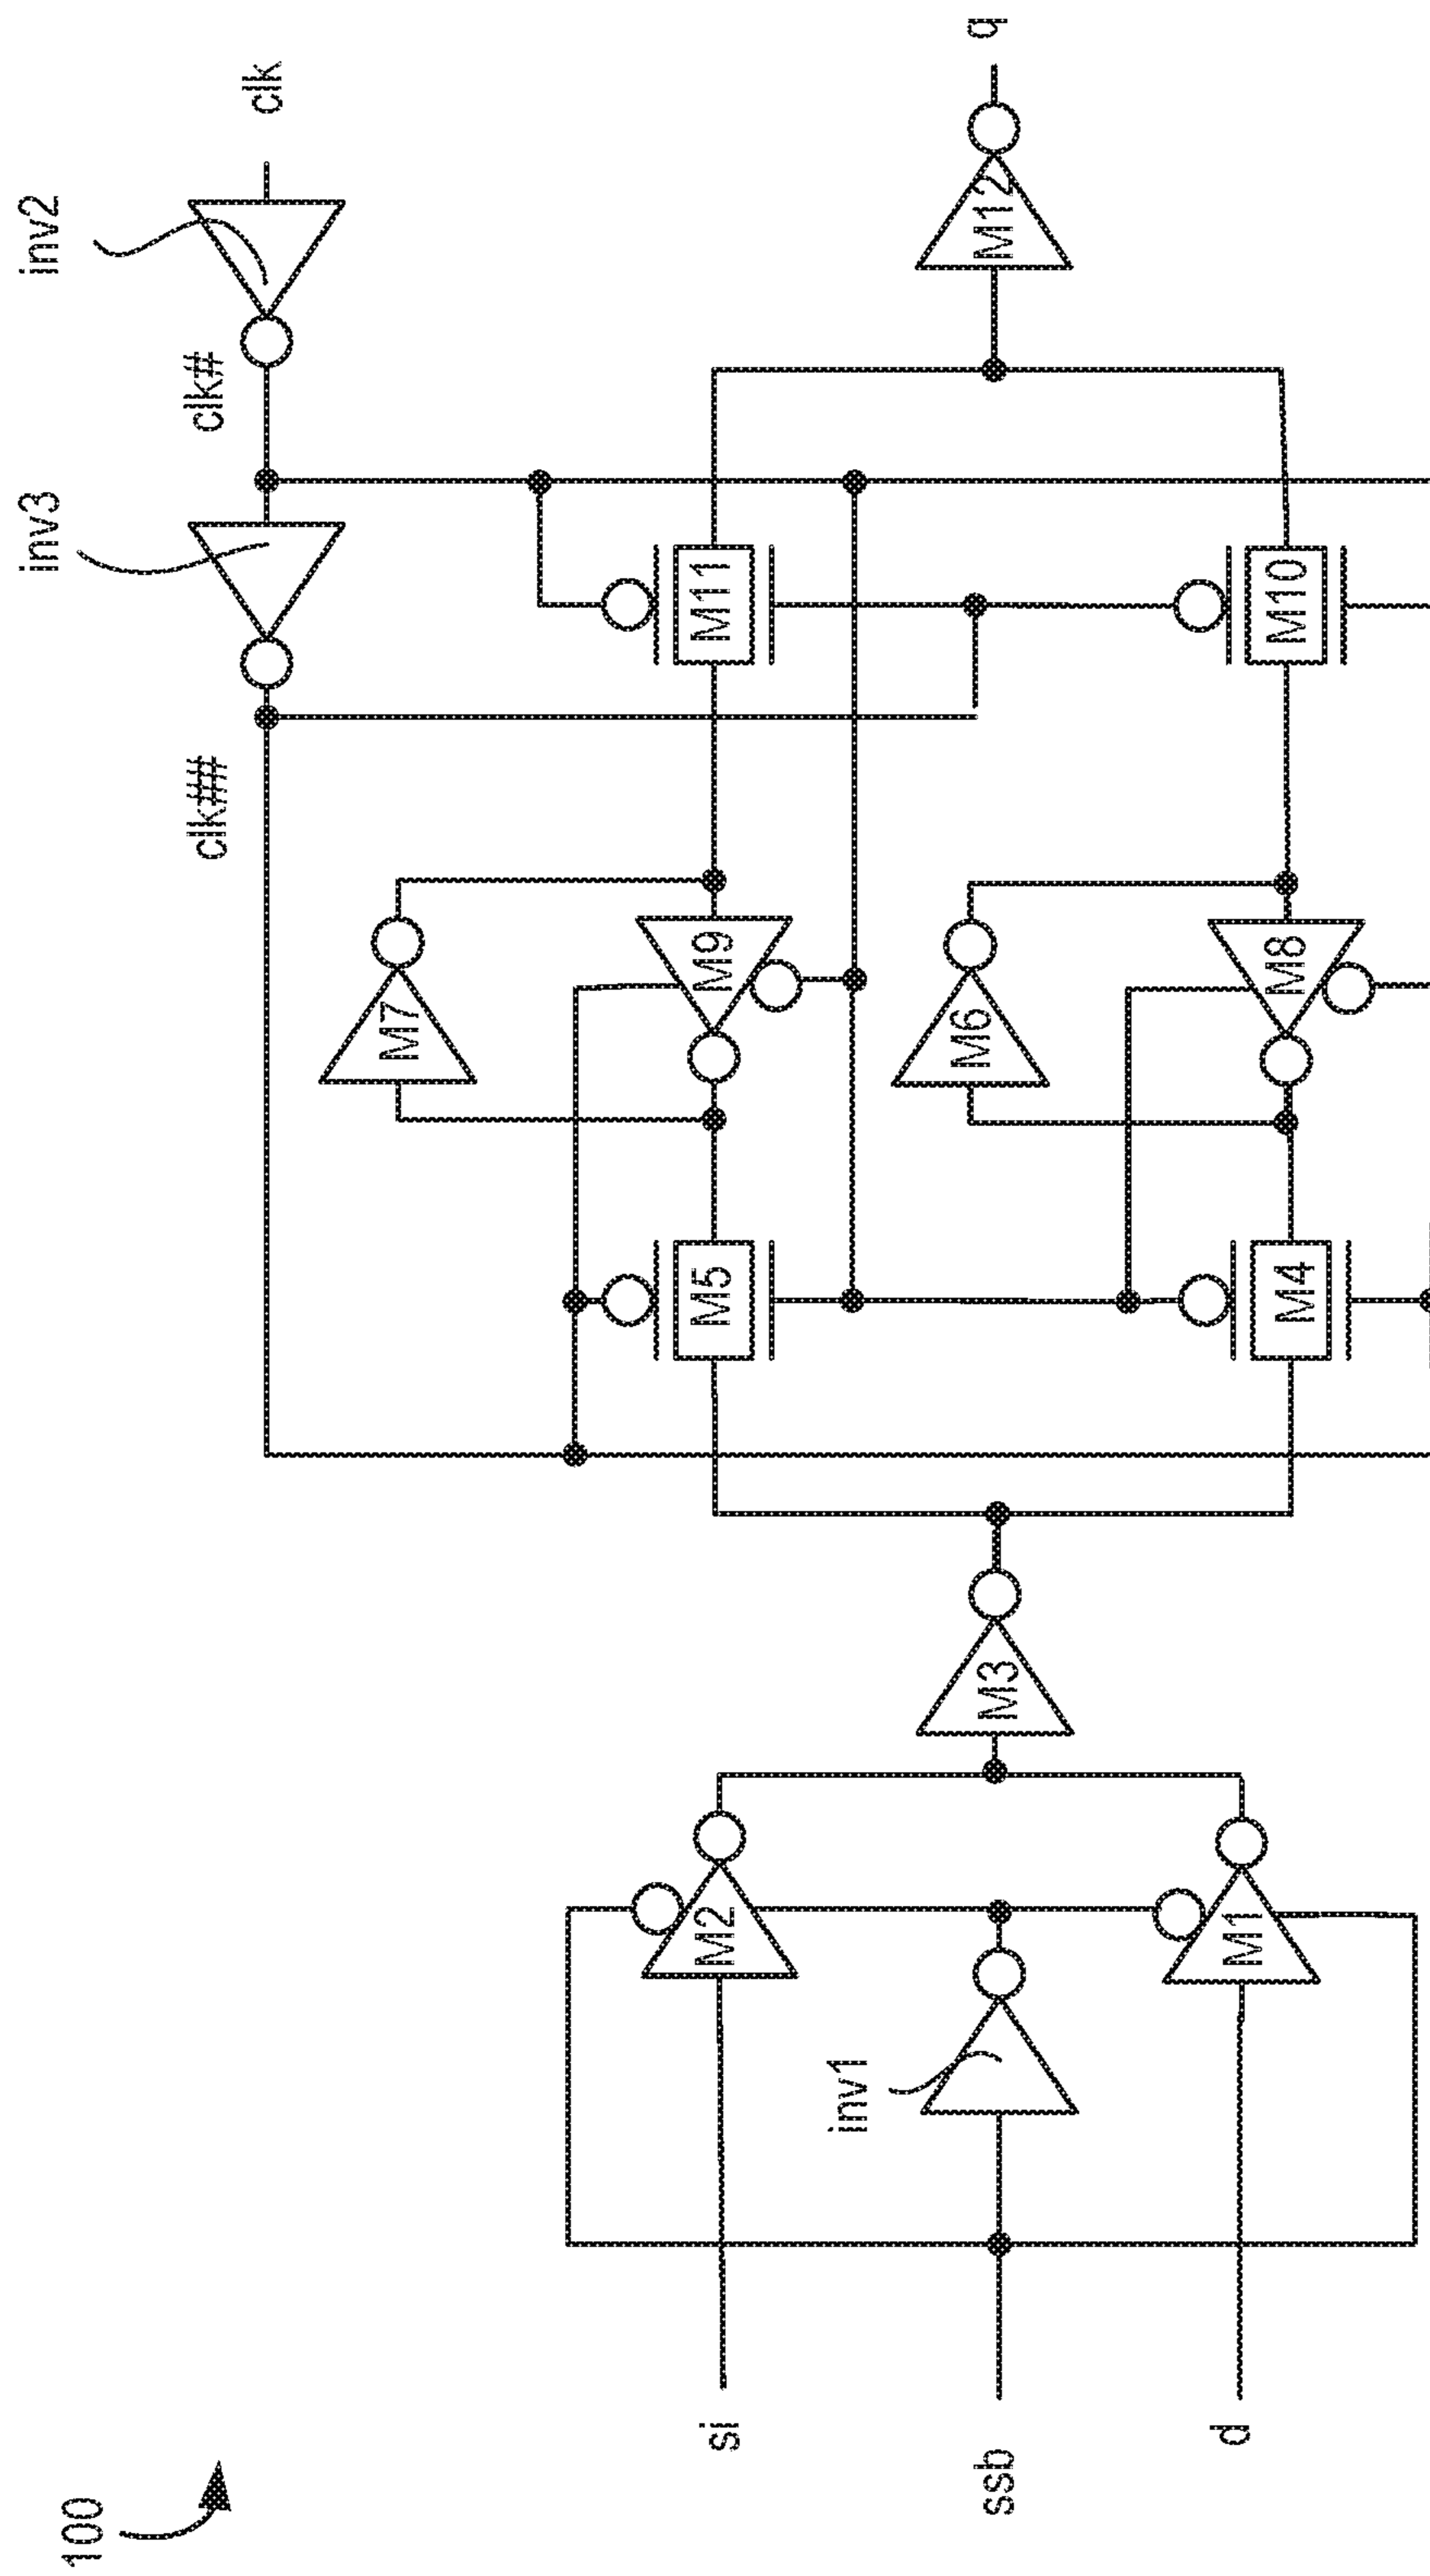 100
inv3
inv2
clk##
clk#
clk
si
ssb
d
inv1
M2
M1
M3
M5
M4
M7
M9
M6
M8
M11
M10
M12
q